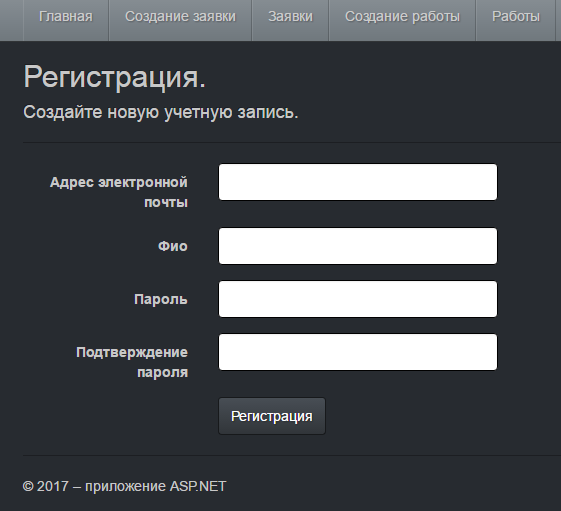 Главная Создание заявки Заявки Создание работы Работы
Регистрация.
Создайте новую учетную запись.
Адрес электронной
почты
Фио
Пароль
Подтверждение
пароля
Регистрация
© 2017 – приложение ASP.NET